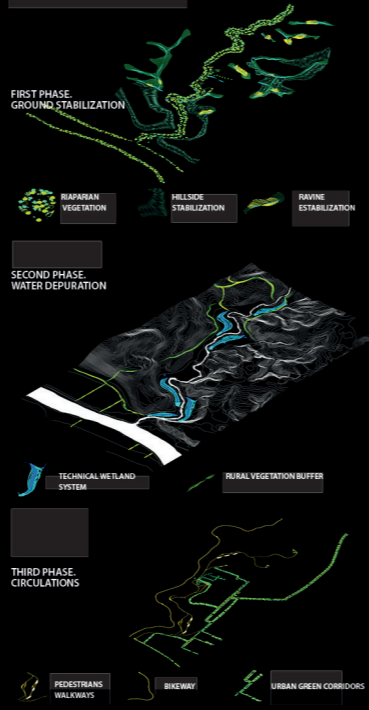 FIRST PHASE.
GROUND STABILIZATION
RIAPARIAN
VEGETATION
HILLSIDE
STABILIZATION
RAVINE
ESTABILIZATION
SECOND PHASE.
WATER DEPURATION
TECHNICAL WETLAND
SYSTEM
RURAL VEGETATION BUFFER
THIRD PHASE.
CIRCULATIONS
PEDESTRIANS
WALKWAYS
BIKEWAY
URBAN GREEN CORRIDORS